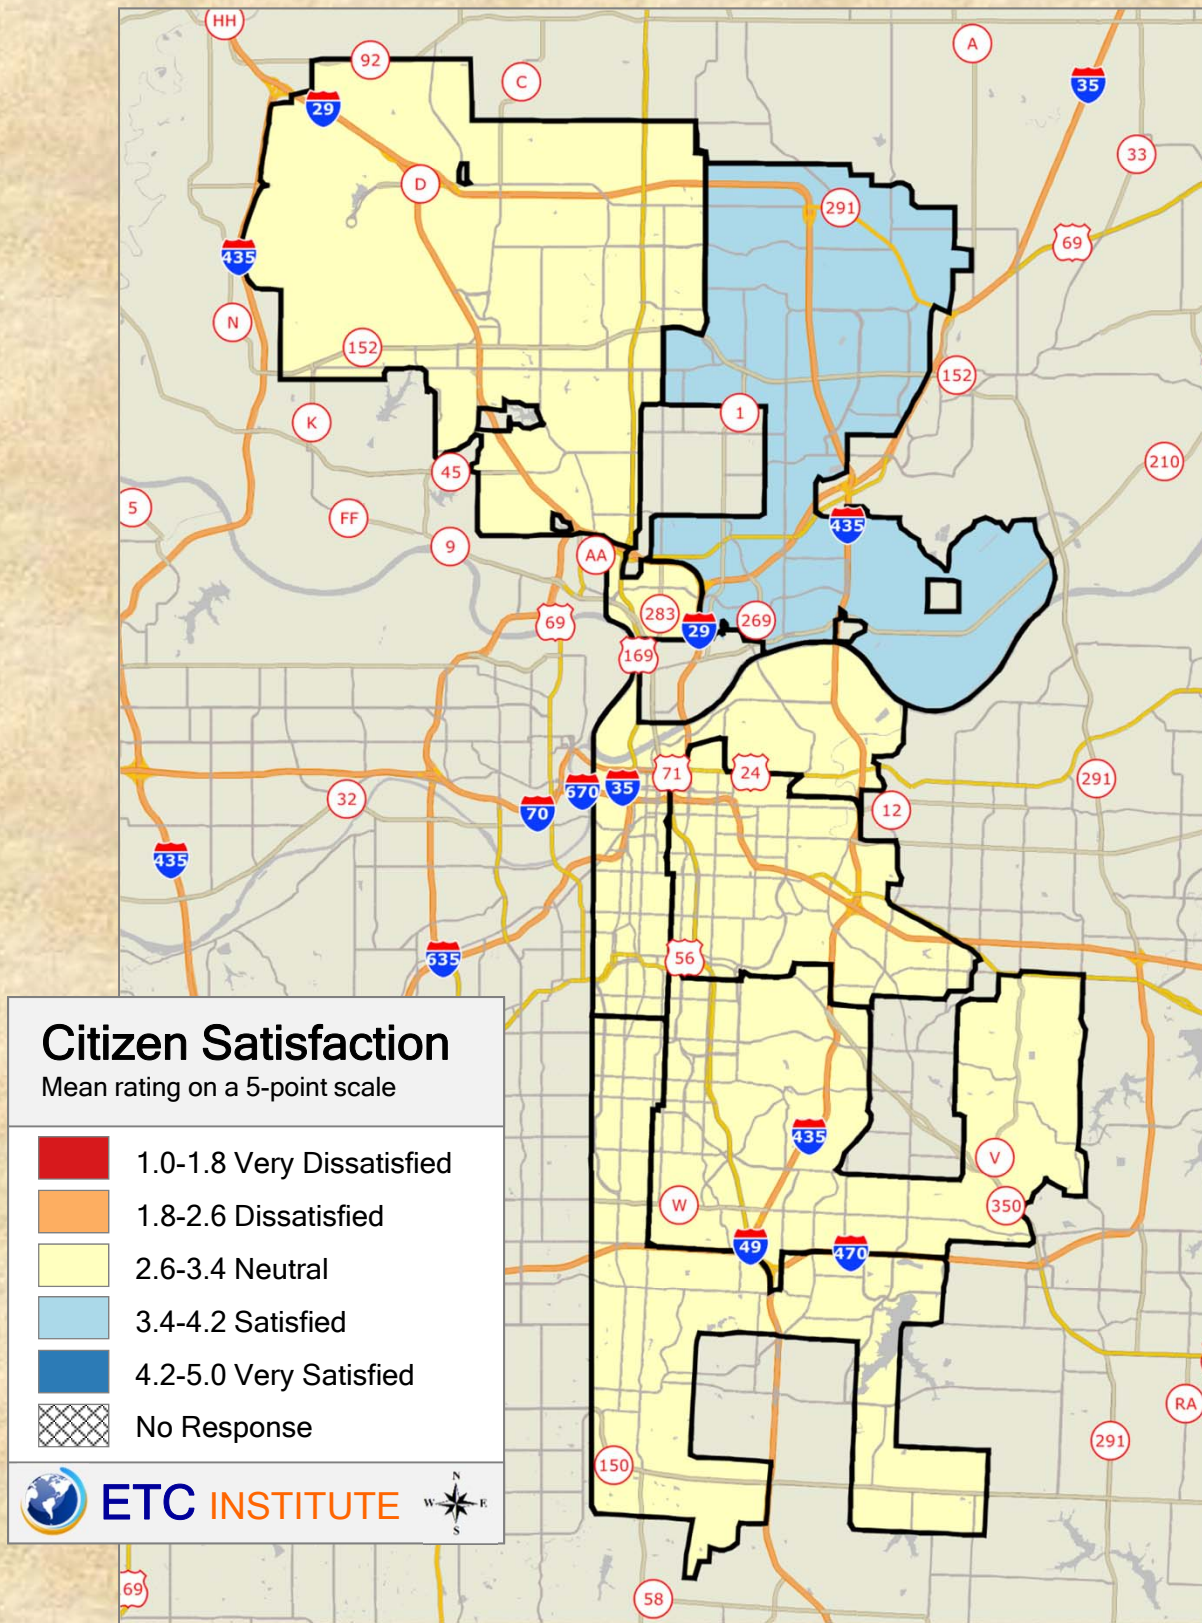 HH
92
C
A
29
35
33
D
291
69
435
N
152
152
K
1
45
210
5
FF
435
9
AA
283
69
29
269
169
71
24
670
35
291
32
70
12
435
56
635
Citizen Satisfaction
Mean rating on a 5-point scale
1.0-1.8 Very Dissatisfied
1.8-2.6 Dissatisfied
2.6-3.4 Neutral
3.4-4.2 Satisfied
4.2-5.0 Very Satisfied
No Response
ETC INSTITUTE
N
W
E
S
435
V
W
350
49
470
RA
291
150
69
58